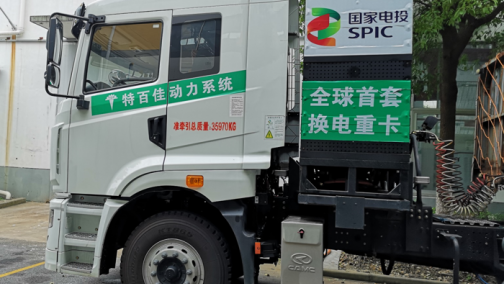 国家电投
SPIC
特百佳动力系统
全球首套
换电重卡
准牵引总质量:35970KG